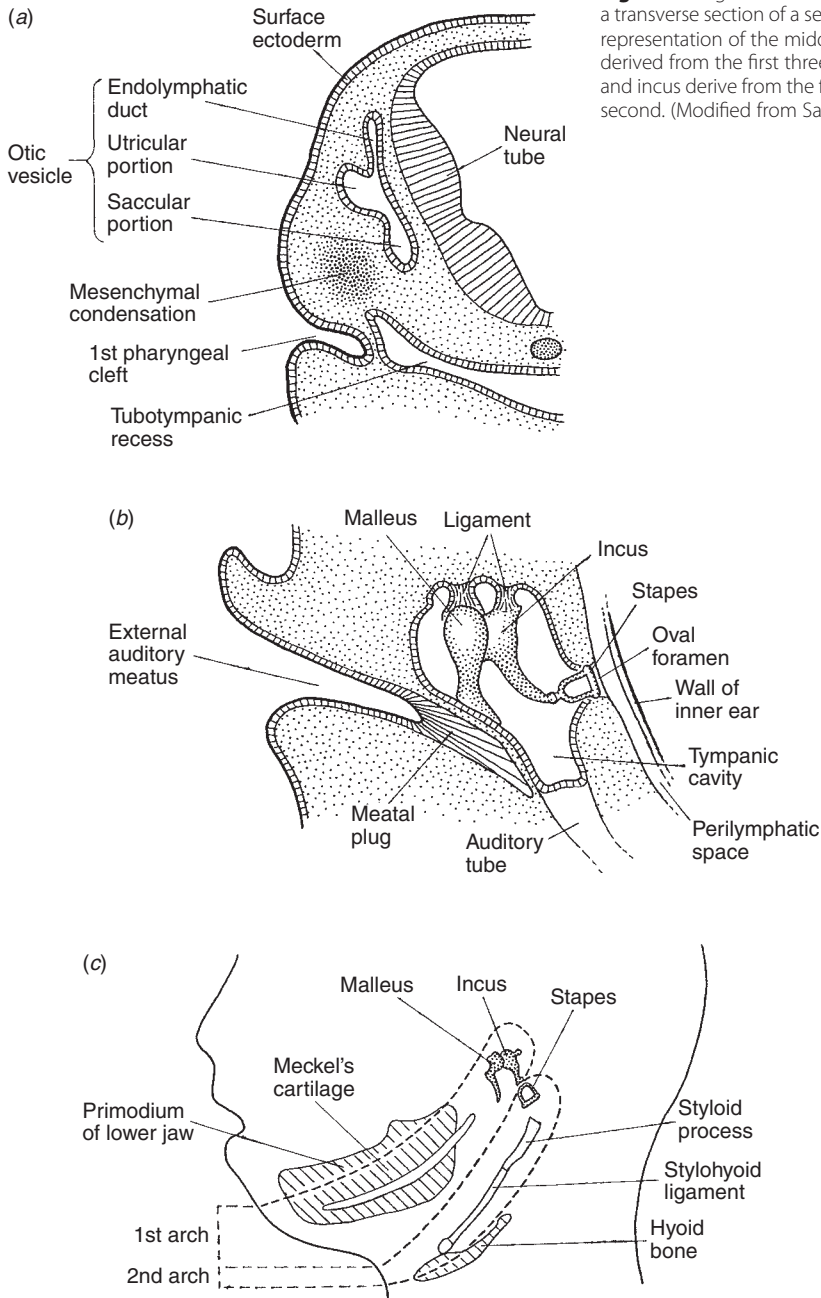 (a)
Surface
ectoderm
Endolymphatic
duct
Utricular
portion
Otic
vesicle
Saccular
portion
Neural
tube
Mesenchymal
condensation
1st pharyngeal
cleft
Tubotympanic
recess
a transverse section of a se
representation of the midd
derived from the first three
and incus derive from the f
second. (Modified from Sa
(b)
Malleus
Ligament
Incus
Stapes
Oval
foramen
Wall of
inner ear
External
auditory
meatus
Tympanic
cavity
Meatal
plug
Auditory
tube
Perilymphatic
space
(c)
Malleus
Incus
Stapes
Meckel's
cartilage
Primodium
of lower jaw
Styloid
process
Stylohyoid
ligament
1st arch
Hyoid
bone
2nd arch